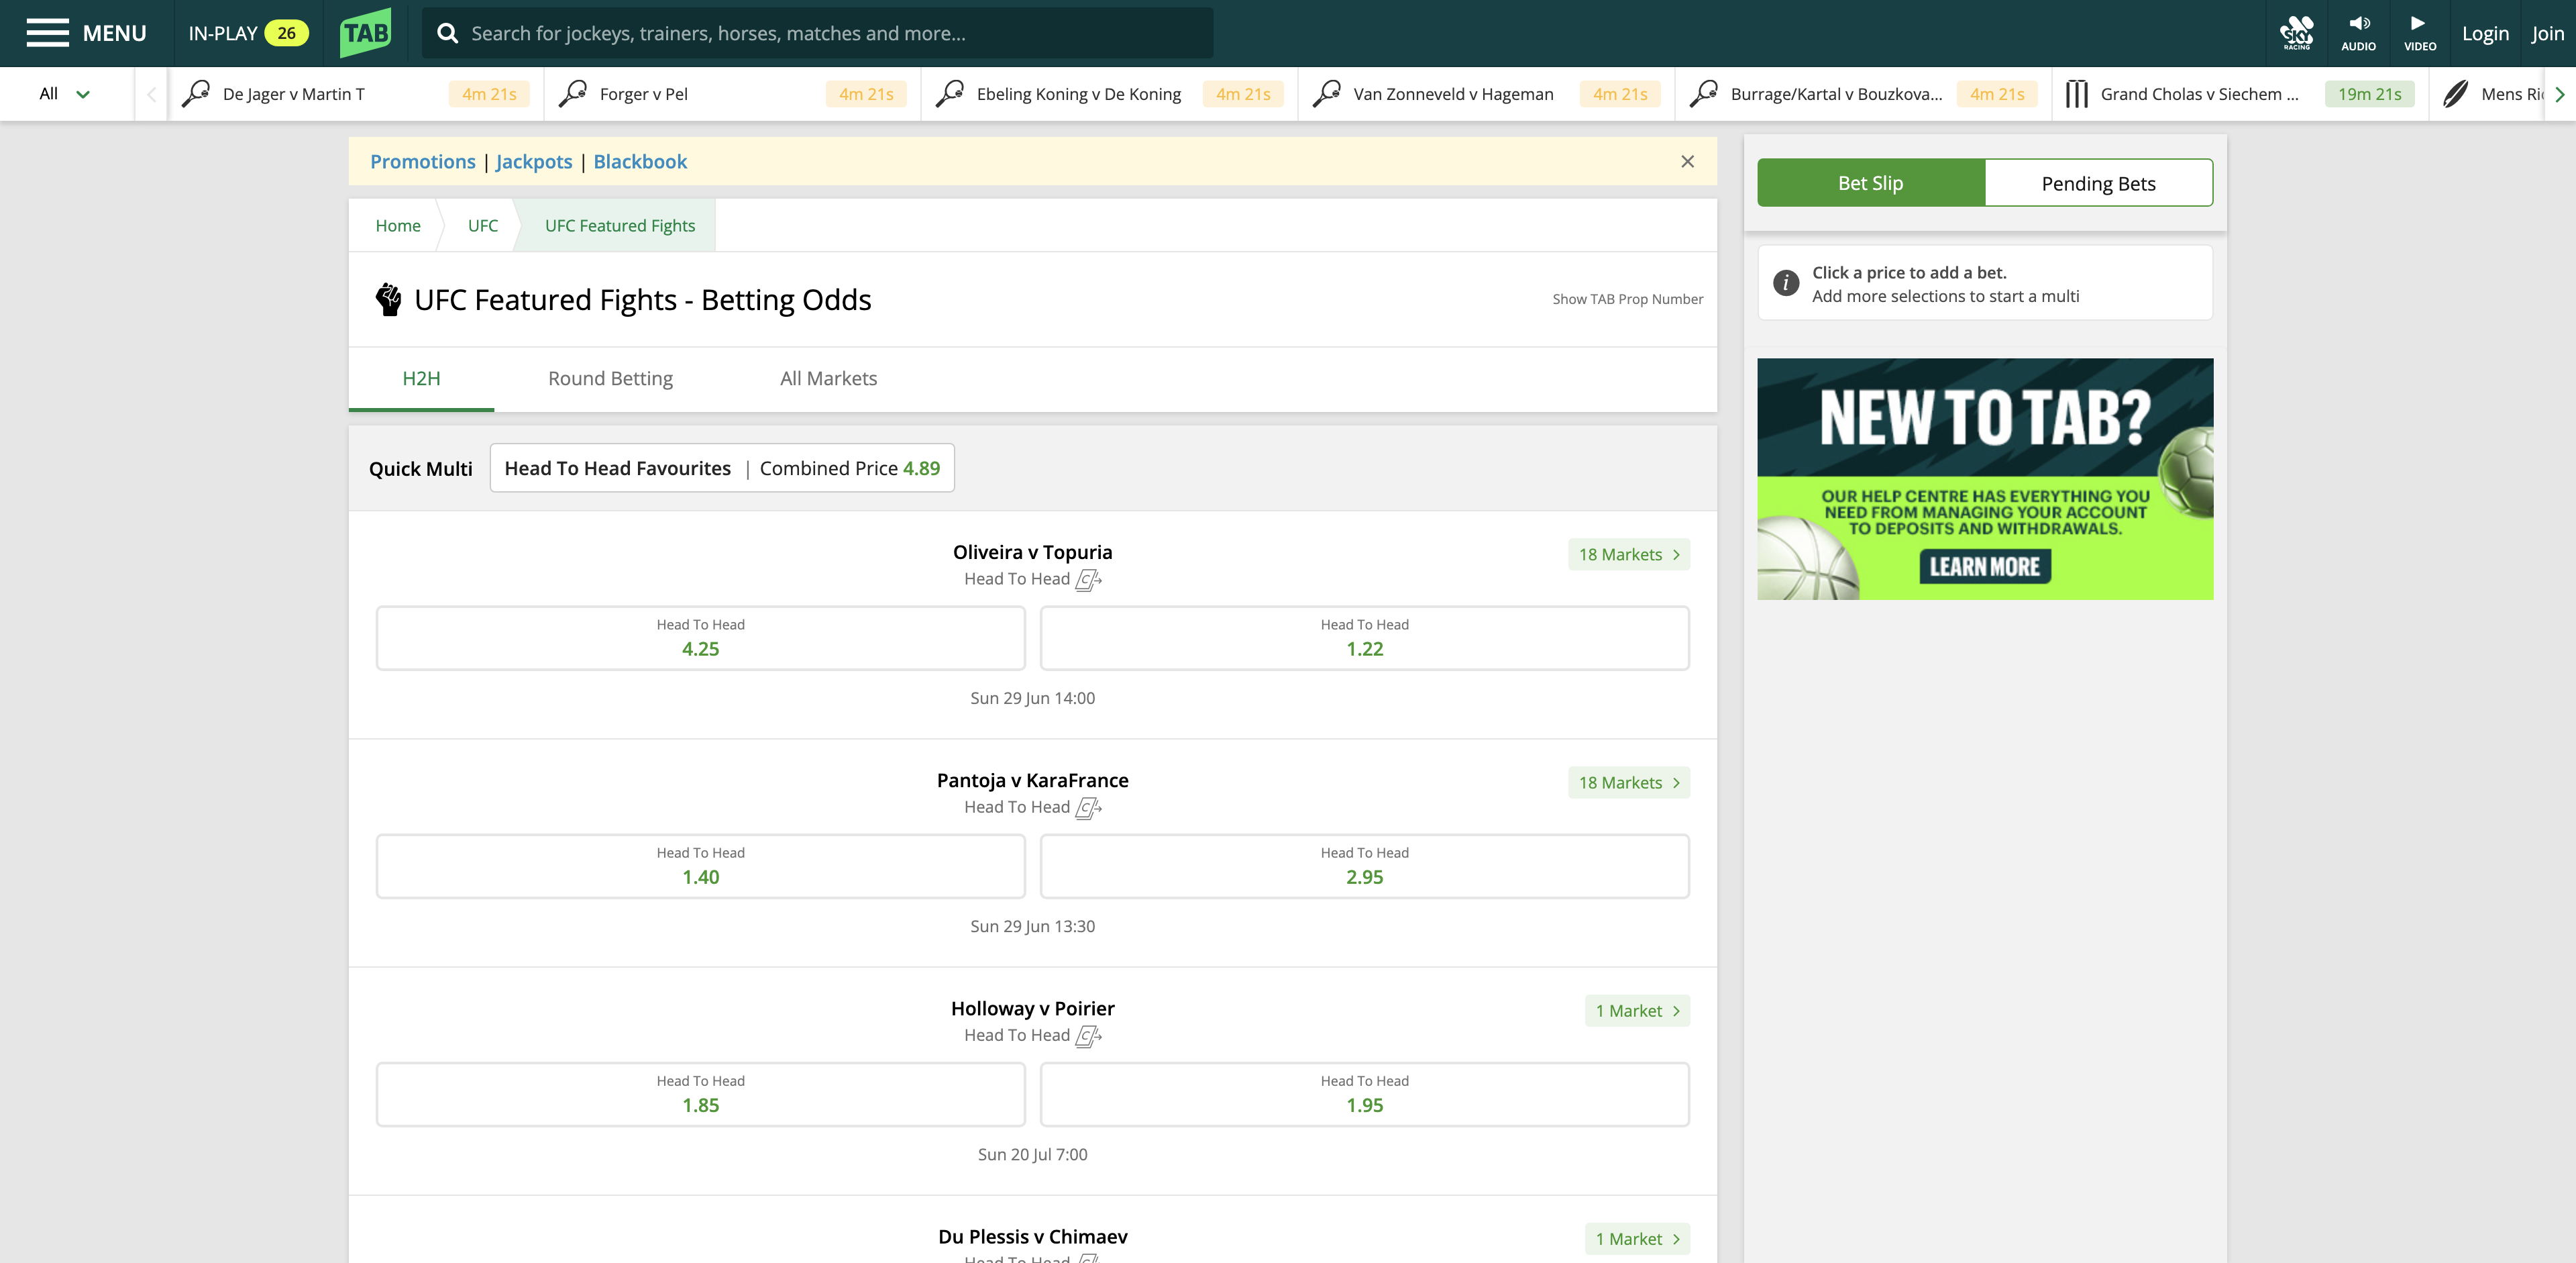 MENU
IN-PLAY 26
TAB
Search for jockeys, trainers, horses, matches and more...
SKY RACING
AUDIO
VIDEO
Login
Join
All
De Jager v Martin T 4m 21s
Forger v Pel 4m 21s
Ebeling Koning v De Koning 4m 21s
Van Zonneveld v Hageman 4m 21s
Burrage/Kartal v Bouzkova... 4m 21s
Grand Cholas v Siechem ... 19m 21s
Mens Ri
Promotions | Jackpots | Blackbook
Home
UFC
UFC Featured Fights
UFC Featured Fights - Betting Odds
Show TAB Prop Number
H2H
Round Betting
All Markets
Quick Multi
Head To Head Favourites | Combined Price 4.89
Oliveira v Topuria
Head To Head
18 Markets
Head To Head
4.25
Head To Head
1.22
Sun 29 Jun 14:00
Pantoja v KaraFrance
Head To Head
18 Markets
Head To Head
1.40
Head To Head
2.95
Sun 29 Jun 13:30
Holloway v Poirier
Head To Head
1 Market
Head To Head
1.85
Head To Head
1.95
Sun 20 Jul 7:00
Du Plessis v Chimaev
Head To Head
1 Market
Bet Slip
Pending Bets
Click a price to add a bet.
Add more selections to start a multi
NEW TO TAB?
OUR HELP CENTRE HAS EVERYTHING YOU
NEED FROM MANAGING YOUR ACCOUNT
TO DEPOSITS AND WITHDRAWALS.
LEARN MORE